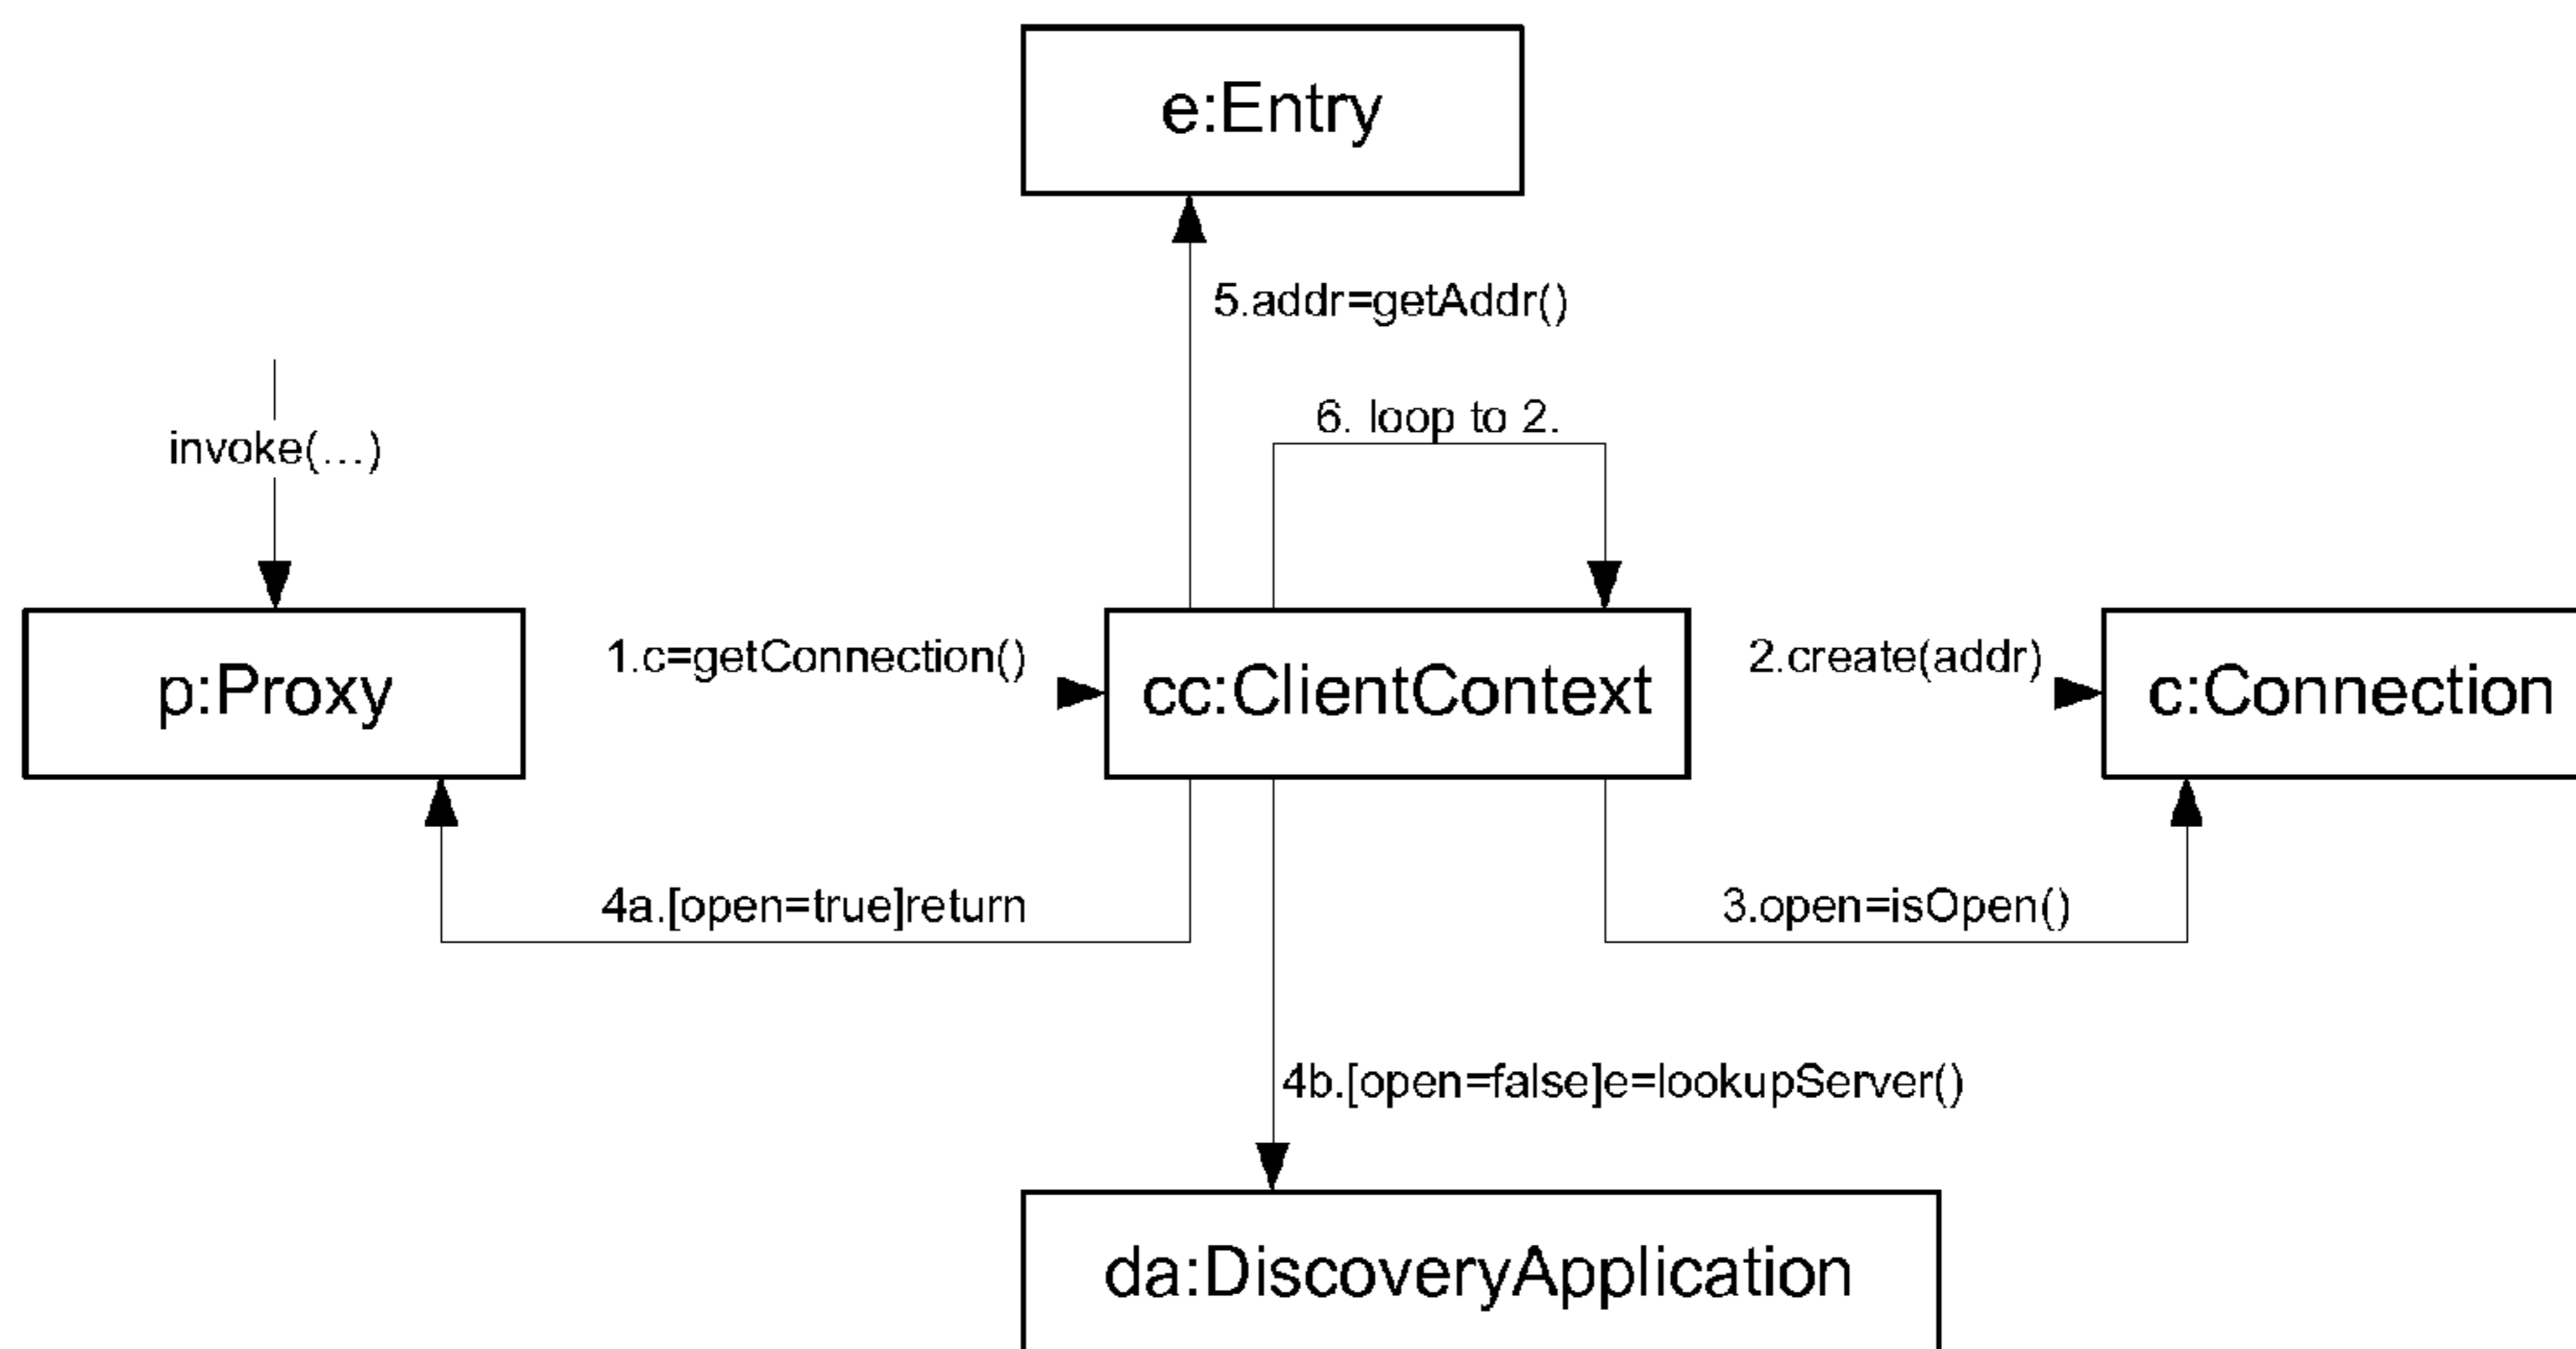 e:Entry
5.addr=getAddr()
6. loop to 2.
invoke(...)
1.c=getConnection()
2.create(addr)
p:Proxy
cc:ClientContext
c:Connection
4a.[open=true]return
3.open=isOpen()
4b.[open=false]e=lookupServer()
da:DiscoveryApplication